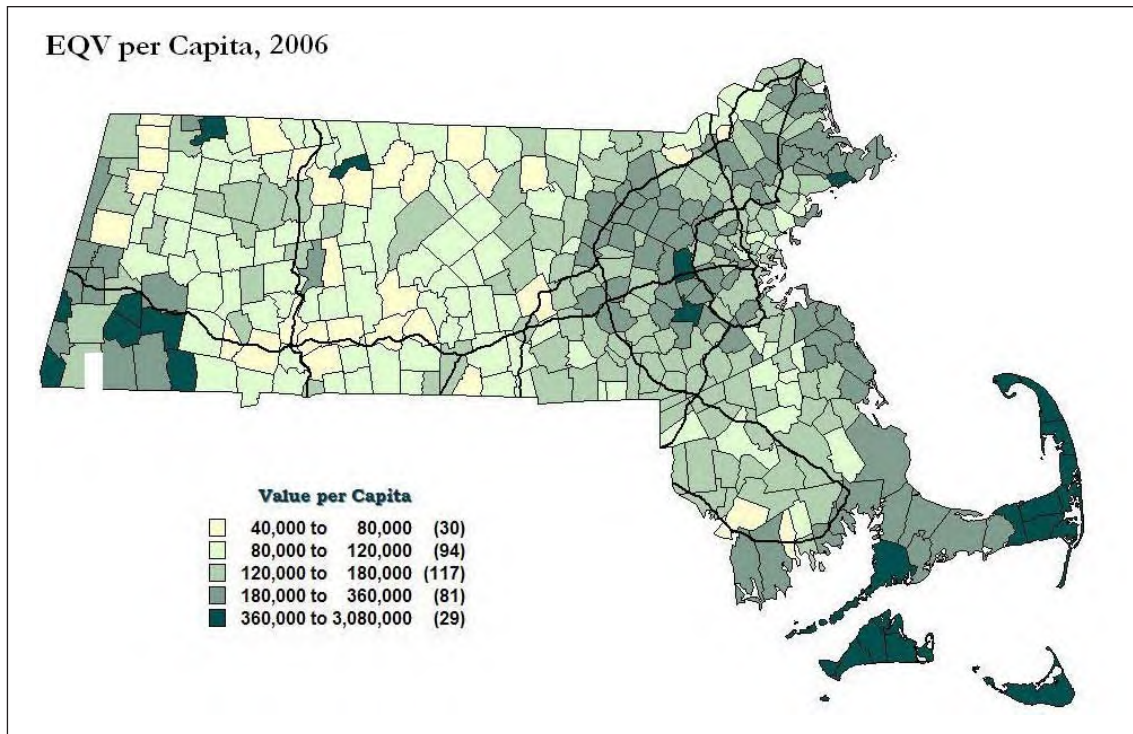 EQV per Capita, 2006
Value per Capita
40,000 to 80,000 (30)
80,000 to 120,000 (94)
120,000 to 180,000 (117)
180,000 to 360,000 (81)
360,000 to 3,080,000 (29)